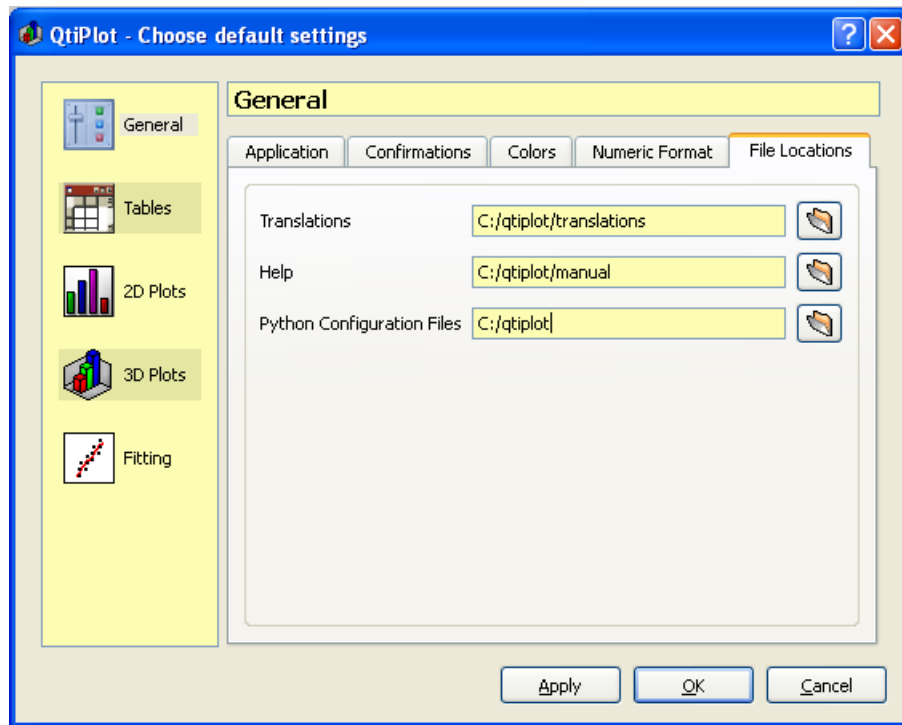 QtiPlot - Choose default settings
General
Tables
2D Plots
3D Plots
Fitting
General
Application
Confirmations
Colors
Numeric Format
File Locations
Translations
C:/qtiplot/translations
Help
C:/qtiplot/manual
Python Configuration Files
C:/qtiplot
Apply
OK
Cancel